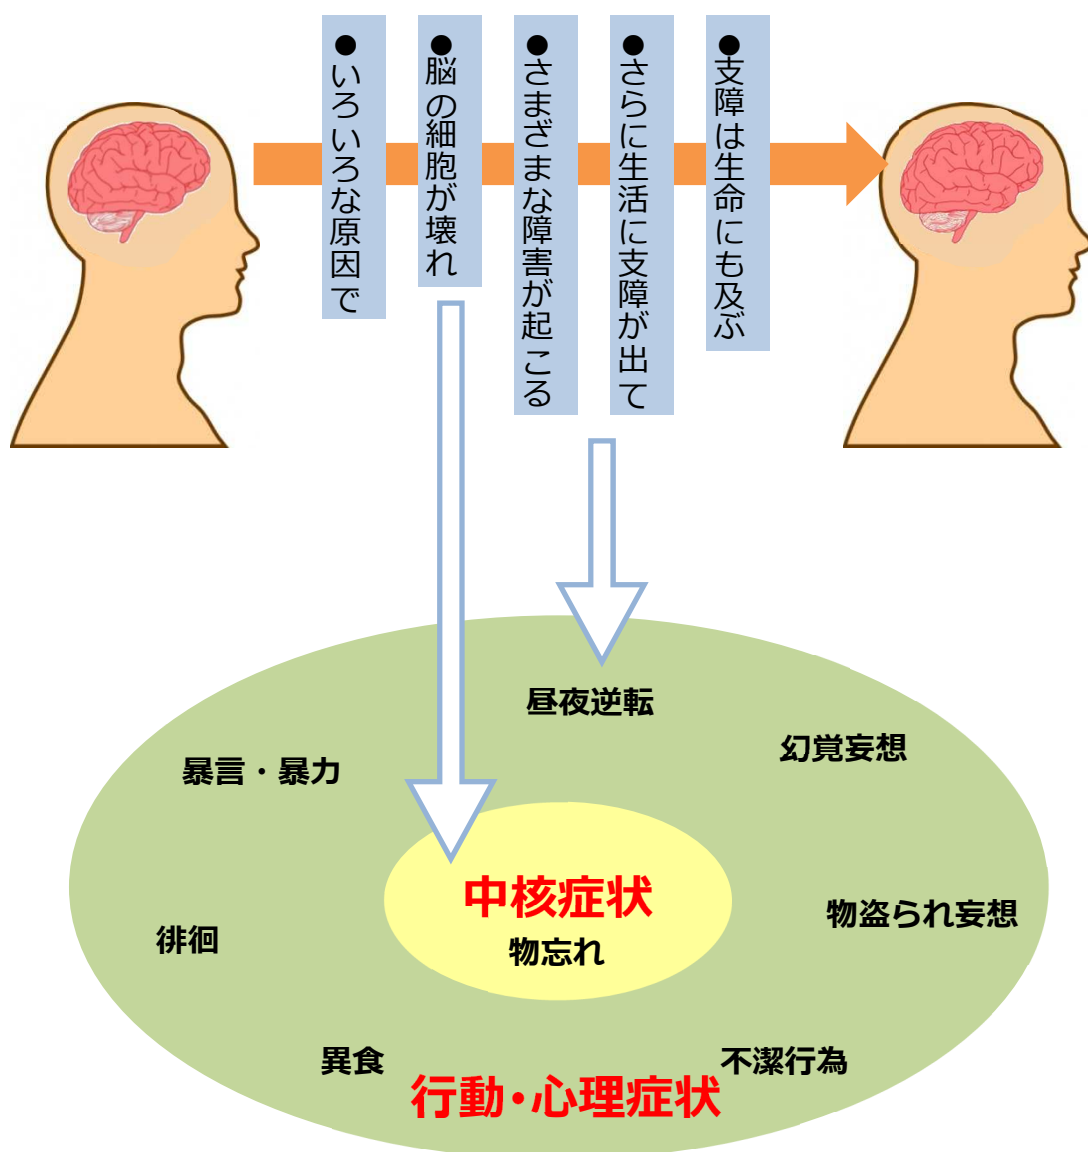 ●いろいろな原因で
●脳の細胞が壊れ
●さまざまな障害が起こる
●さらに生活に支障が出て
●支障は生命にも及ぶ
昼夜逆転
幻覚妄想
暴言・暴力
中核症状
物忘れ
物盗られ妄想
徘徊
異食
不潔行為
行動・心理症状